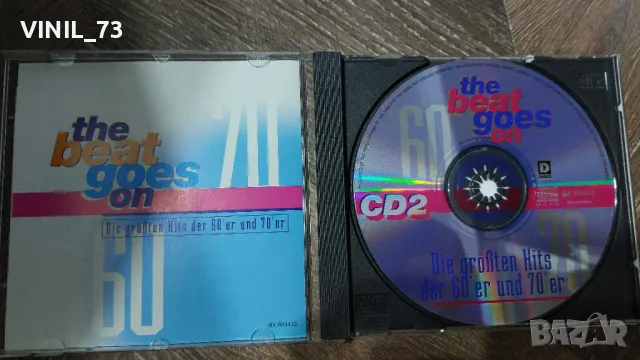 VINIL_73
the
beat
goes
on
70
Die größten Hits der 60'er und 70'er
60
the
beat
goes
on
60
D
CD2
70
Die größten Hits
der 60'er und 70'er
BAZAR